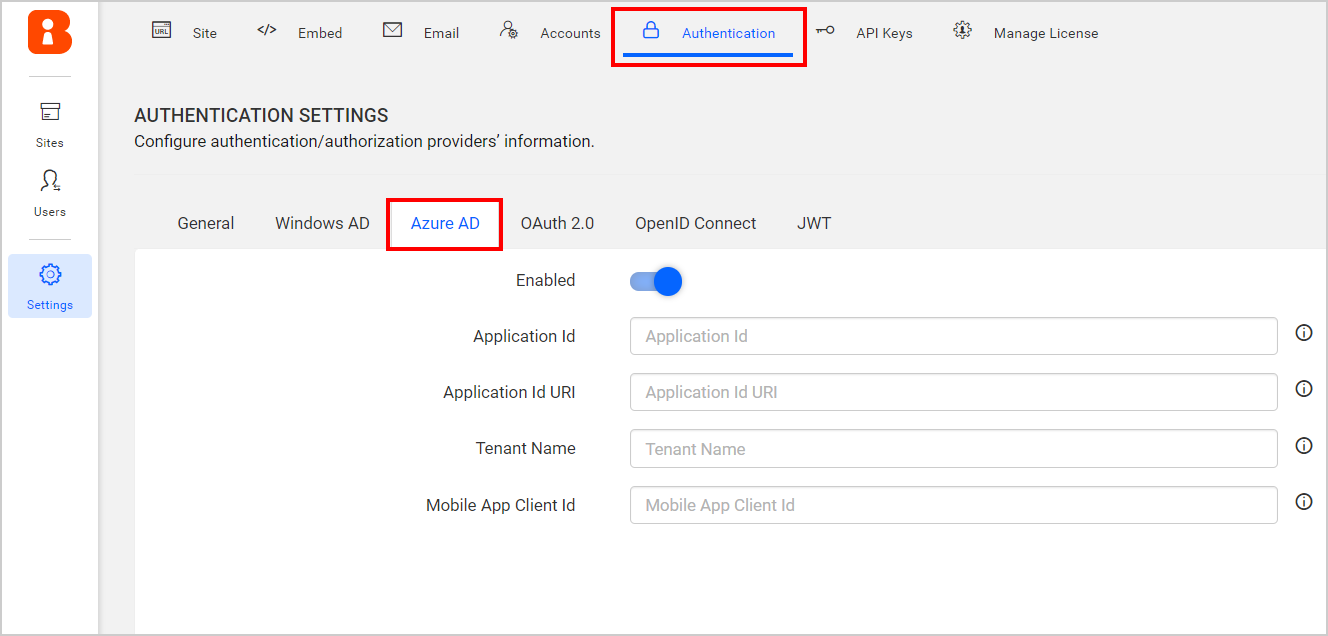 URL Site </> Embed Email Accounts Authentication API Keys Manage License
AUTHENTICATION SETTINGS
Configure authentication/authorization providers’ information.
Sites
Users
Settings
General Windows AD Azure AD OAuth 2.0 OpenID Connect JWT
Enabled
Application Id Application Id
Application Id URI Application Id URI
Tenant Name Tenant Name
Mobile App Client Id Mobile App Client Id